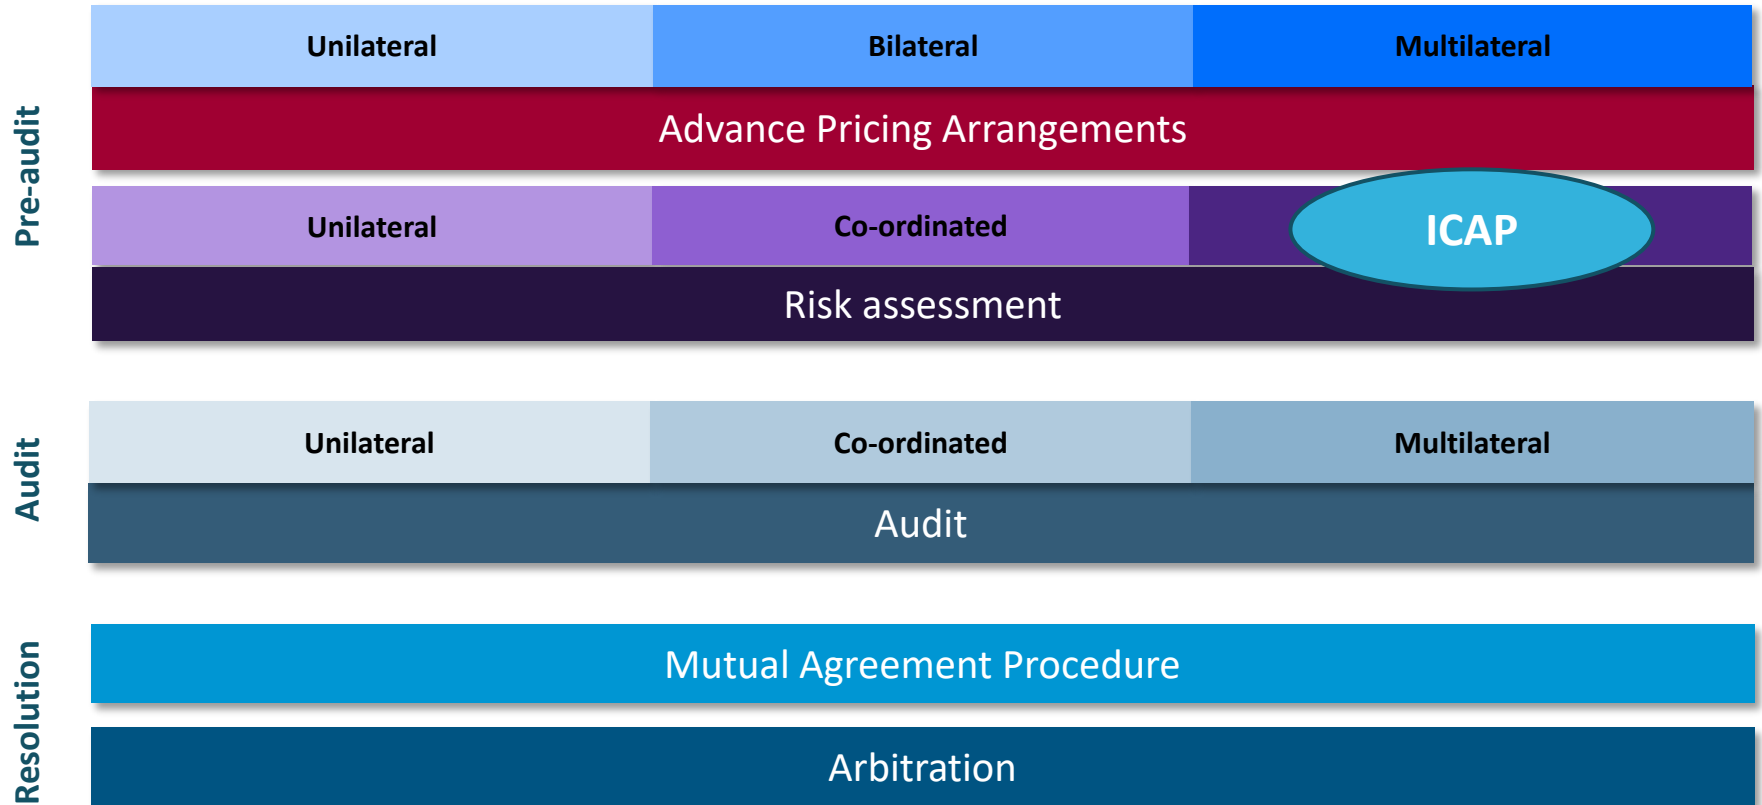 Pre-audit
Unilateral
Bilateral
Multilateral
Advance Pricing Arrangements
Unilateral
Co-ordinated
ICAP
Risk assessment
Audit
Unilateral
Co-ordinated
Multilateral
Audit
Resolution
Mutual Agreement Procedure
Arbitration